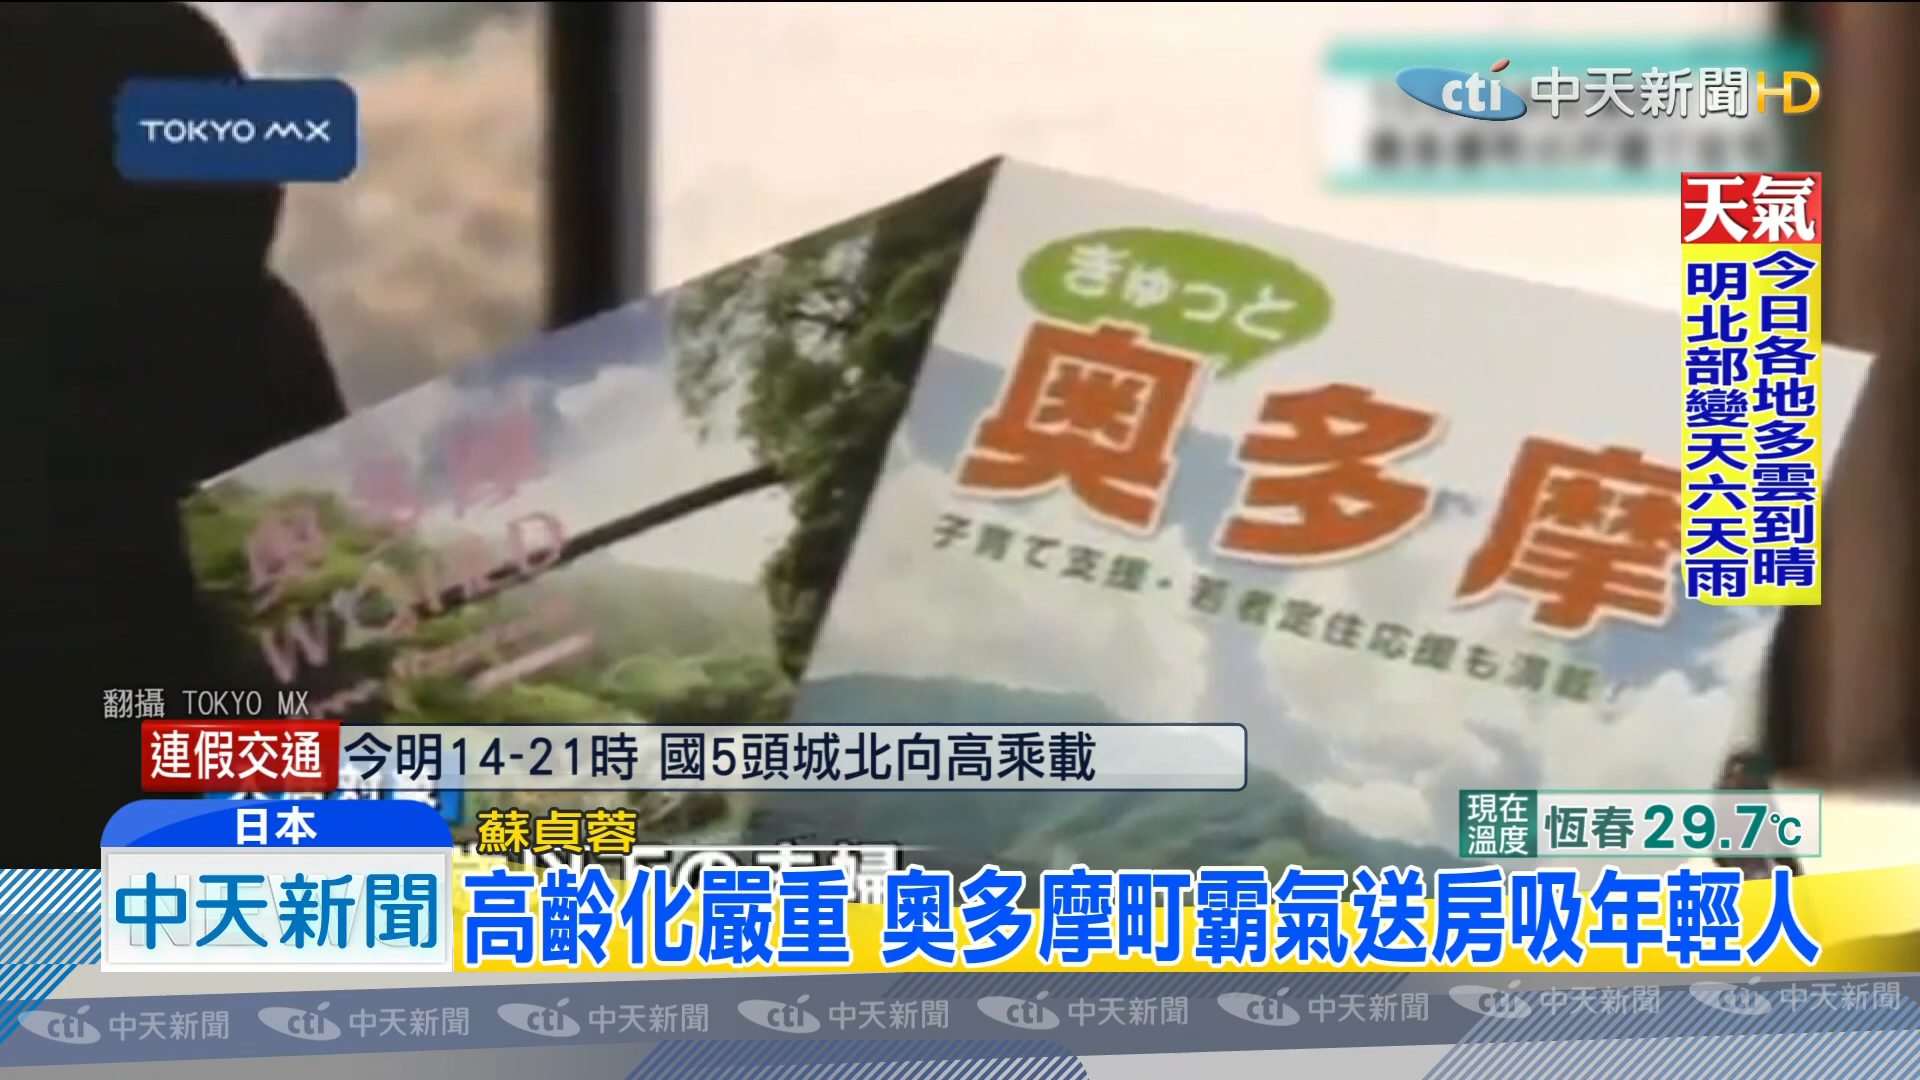 TOKYO MX
cti 中天新聞HD
天氣
今日各地多雲到晴
明北部變天六天雨
ぎゅっと
奥多摩
子育て支援・若者定住応援も満載!
WORLD
翻攝 TOKYO MX
連假交通 今明14-21時 國5頭城北向高乘載
日本
蘇貞蓉
現在溫度 恆春29.7℃
中天新聞
高齡化嚴重 奧多摩町霸氣送房吸年輕人
cti 中天新聞 cti 中天新聞 cti 中天新聞 cti 中天新聞 cti 中天新聞 cti 中天新聞 cti 中天新聞 cti 中天新聞